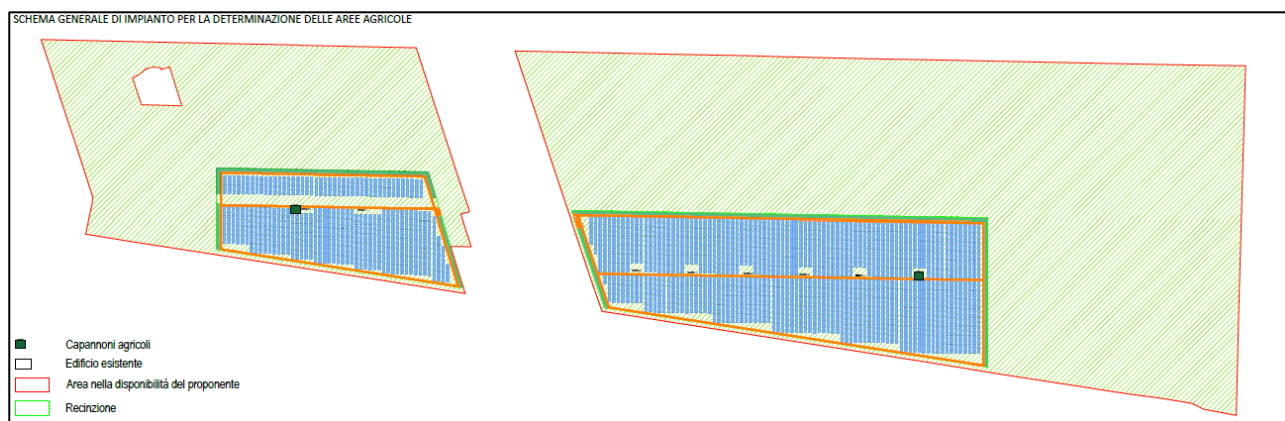 SCHEMA GENERALE DI IMPIANTO PER LA DETERMINAZIONE DELLE AREE AGRICOLE
Capannoni agricoli
Edificio esistente
Area nella disponibilità del proponente
Recinzione